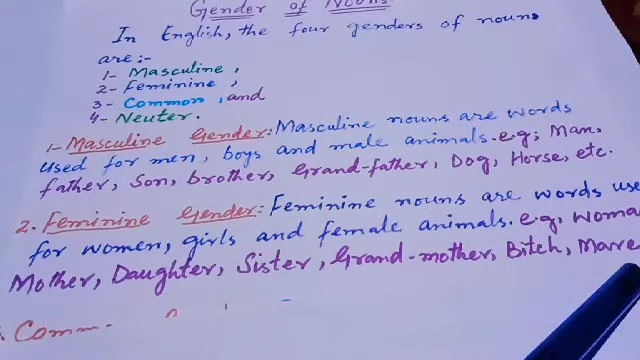 Gender of Nouns
In English, the four genders of nouns
are:-
1- Masculine,
2- Feminine,
3- Common, and
4- Neuter.
1- Masculine Gender: Masculine nouns are words
used for men, boys and male animals. e.g; Man,
father, Son, brother, Grand-father, Dog, Horse, etc.
2. Feminine Gender: Feminine nouns are words use
for women, girls and female animals. e.g, Woma
Mother, Daughter, Sister, Grand-mother, Bitch, Mare
Comm